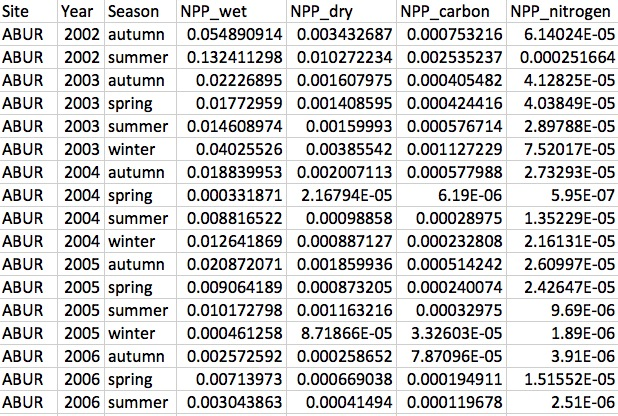 Site Year Season NPP_wet NPP_dry NPP_carbon NPP_nitrogen
ABUR 2002 autumn 0.054890914 0.003432687 0.000753216 6.14024E-05
ABUR 2002 summer 0.132411298 0.010272234 0.002535237 0.000251664
ABUR 2003 autumn 0.02226895 0.001607975 0.000405482 4.12825E-05
ABUR 2003 spring 0.01772959 0.001408595 0.000424416 4.03849E-05
ABUR 2003 summer 0.014608974 0.00159993 0.000576714 2.89788E-05
ABUR 2003 winter 0.04025526 0.00385542 0.001127229 7.52017E-05
ABUR 2004 autumn 0.018839953 0.002007113 0.000577988 2.73293E-05
ABUR 2004 spring 0.000331871 2.16794E-05 6.19E-06 5.95E-07
ABUR 2004 summer 0.008816522 0.00098858 0.00028975 1.35229E-05
ABUR 2004 winter 0.012641869 0.000887127 0.000232808 2.16131E-05
ABUR 2005 autumn 0.020872071 0.001859936 0.000514242 2.60997E-05
ABUR 2005 spring 0.009064189 0.000873205 0.000240074 2.42647E-05
ABUR 2005 summer 0.010172798 0.001163216 0.00032975 9.69E-06
ABUR 2005 winter 0.000461258 8.71866E-05 3.32603E-05 1.89E-06
ABUR 2006 autumn 0.002572592 0.000258652 7.87096E-05 3.91E-06
ABUR 2006 spring 0.00713973 0.000669038 0.000194911 1.51552E-05
ABUR 2006 summer 0.003043863 0.00041494 0.000119678 2.51E-06